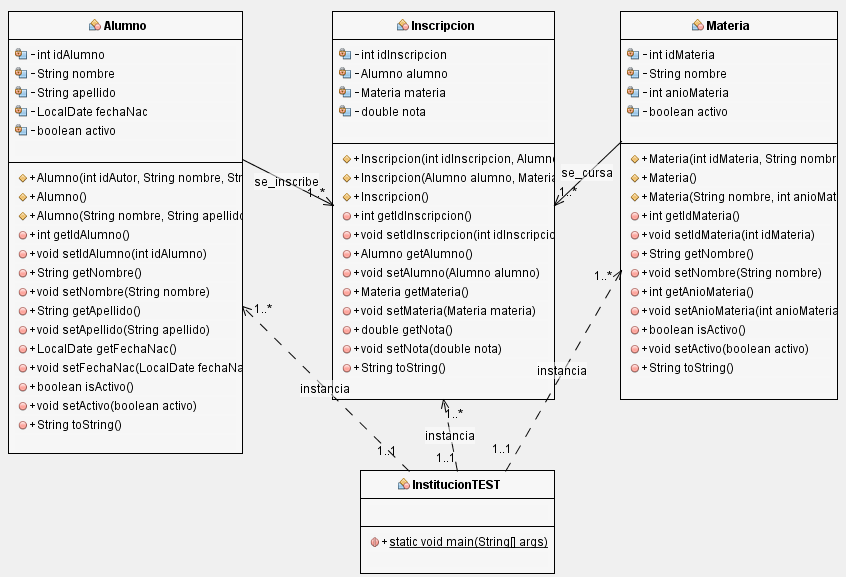 Alumno
- int idAlumno
- String nombre
- String apellido
- LocalDate fechaNac
- boolean activo
+ Alumno(int idAutor, String nombre, Str
+ Alumno()
+ Alumno(String nombre, String apellido
+ int getIdAlumno()
+ void setIdAlumno(int idAlumno)
+ String getNombre()
+ void setNombre(String nombre)
+ String getApellido()
+ void setApellido(String apellido)
+ LocalDate getFechaNac()
+ void setFechaNac(LocalDate fechaNa
+ boolean isActivo()
+ void setActivo(boolean activo)
+ String toString()
se_inscribe
1..*
Inscripcion
- int idInscripcion
- Alumno alumno
- Materia materia
- double nota
+ Inscripcion(int idInscripcion, Alumn
+ Inscripcion(Alumno alumno, Materia
+ Inscripcion()
+ int getIdInscripcion()
+ void setIdInscripcion(int idInscripcio
+ Alumno getAlumno()
+ void setAlumno(Alumno alumno)
+ Materia getMateria()
+ void setMateria(Materia materia)
+ double getNota()
+ void setNota(double nota)
+ String toString()
se_cursa
1..*
Materia
- int idMateria
- String nombre
- int anioMateria
- boolean activo
+ Materia(int idMateria, String nombr
+ Materia()
+ Materia(String nombre, int anioMat
+ int getIdMateria()
+ void setIdMateria(int idMateria)
+ String getNombre()
+ void setNombre(String nombre)
+ int getAnioMateria()
+ void setAnioMateria(int anioMateria
+ boolean isActivo()
+ void setActivo(boolean activo)
+ String toString()
1..*
instancia
1..1
1..*
instancia
1..1
1..*
instancia
1..1
InstitucionTEST
+ static void main(String[] args)